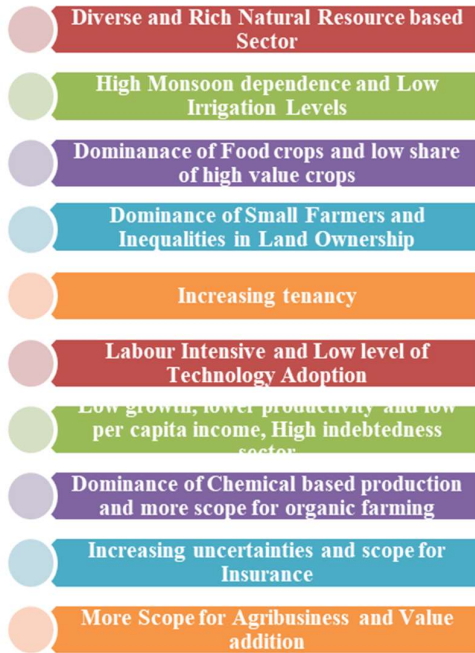 Diverse and Rich Natural Resource based
Sector
High Monsoon dependence and Low
Irrigation Levels
Dominanace of Food crops and low share
of high value crops
Dominance of Small Farmers and
Inequalities in Land Ownership
Increasing tenancy
Labour Intensive and Low level of
Technology Adoption
Low growth, lower productivity and low
per capita income, High indebtedness
sector
Dominance of Chemical based production
and more scope for organic farming
Increasing uncertainties and scope for
Insurance
More Scope for Agribusiness and Value
addition